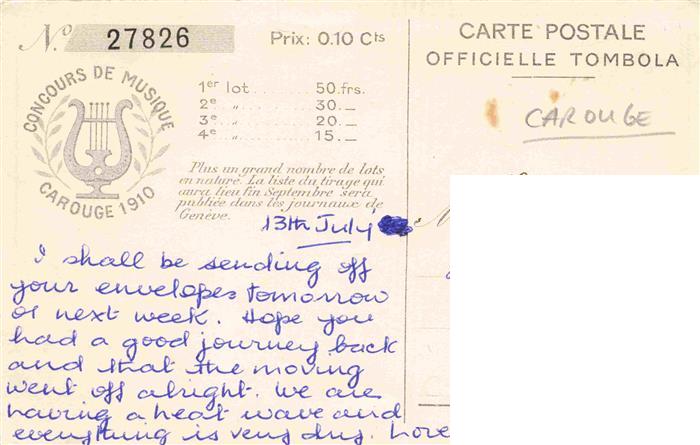 No. 27826
Prix: 0.10 Cts
CONCOURS DE MUSIQUE
CAROUGE 1910
1er lot ........ 50. frs.
2e „ ........ 30. _
3e „ ........ 20. _
4e „ ........ 15. _
Plus un grand nombre de lots
en nature. La liste du tirage qui
aura lieu fin Septembre sera
publiée dans les journaux de
Genève.
CARTE POSTALE
OFFICIELLE TOMBOLA
CAROUGE
13th July
I shall be sending off
your envelopes tomorrow
or next week. Hope you
had a good journey back
and that the moving
went off alright. We are
having a heat wave and
everything is very dry. Love